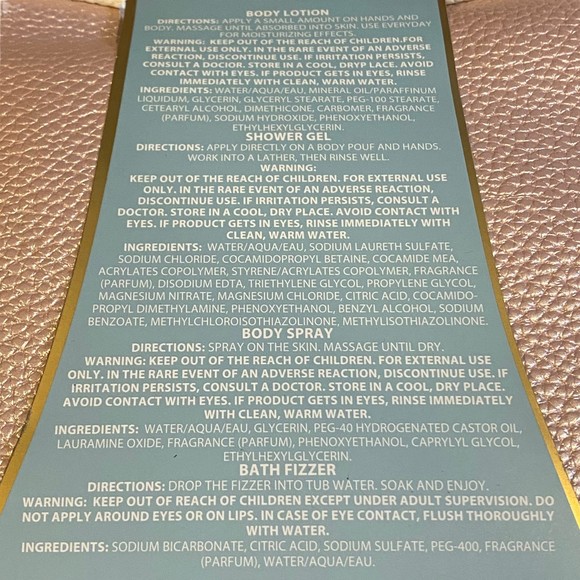 BODY LOTION
DIRECTIONS: APPLY A SMALL AMOUNT ON HANDS AND
BODY. MASSAGE UNTIL ABSORBED INTO SKIN. USE EVERYDAY
FOR MOISTURIZING EFFECTS.
WARNING: KEEP OUT OF THE REACH OF CHILDREN.FOR
EXTERNAL USE ONLY. IN THE RARE EVENT OF AN ADVERSE
REACTION, DISCONTINUE USE. IF IRRITATION PERSISTS,
CONSULT A DOCTOR. STORE IN A COOL, DRYP LACE. AVOID
CONTACT WITH EYES. IF PRODUCT GETS IN EYES, RINSE
IMMEDIATELY WITH CLEAN, WARM WATER.
INGREDIENTS: WATER/AQUA/EAU, MINERAL OIL/PARAFFINUM
LIQUIDUM, GLYCERIN, GLYCERYL STEARATE, PEG-100 STEARATE,
CETEARYL ALCOHOL, DIMETHICONE, CARBOMER, FRAGRANCE
(PARFUM), SODIUM HYDROXIDE, PHENOXYETHANOL,
ETHYLHEXYLGLYCERIN.
SHOWER GEL
DIRECTIONS: APPLY DIRECTLY ON A BODY POUF AND HANDS.
WORK INTO A LATHER, THEN RINSE WELL.
WARNING:
KEEP OUT OF THE REACH OF CHILDREN. FOR EXTERNAL USE
ONLY. IN THE RARE EVENT OF AN ADVERSE REACTION,
DISCONTINUE USE. IF IRRITATION PERSISTS, CONSULT A
DOCTOR. STORE IN A COOL, DRY PLACE. AVOID CONTACT WITH
EYES. IF PRODUCT GETS IN EYES, RINSE IMMEDIATELY WITH
CLEAN, WARM WATER.
INGREDIENTS: WATER/AQUA/EAU, SODIUM LAURETH SULFATE,
SODIUM CHLORIDE, COCAMIDOPROPYL BETAINE, COCAMIDE MEA,
ACRYLATES COPOLYMER, STYRENE/ACRYLATES COPOLYMER, FRAGRANCE
(PARFUM), DISODIUM EDTA, TRIETHYLENE GLYCOL, PROPYLENE GLYCOL,
MAGNESIUM NITRATE, MAGNESIUM CHLORIDE, CITRIC ACID, COCAMIDO-
PROPYL DIMETHYLAMINE, PHENOXYETHANOL, BENZYL ALCOHOL, SODIUM
BENZOATE, METHYLCHLOROISOTHIAZOLINONE, METHYLISOTHIAZOLINONE.
BODY SPRAY
DIRECTIONS: SPRAY ON THE SKIN. MASSAGE UNTIL DRY.
WARNING: KEEP OUT OF THE REACH OF CHILDREN. FOR EXTERNAL USE
ONLY. IN THE RARE EVENT OF AN ADVERSE REACTION, DISCONTINUE USE. IF
IRRITATION PERSISTS, CONSULT A DOCTOR. STORE IN A COOL, DRY PLACE.
AVOID CONTACT WITH EYES. IF PRODUCT GETS IN EYES, RINSE IMMEDIATELY
WITH CLEAN, WARM WATER.
INGREDIENTS: WATER/AQUA/EAU, GLYCERIN, PEG-40 HYDROGENATED CASTOR OIL,
LAURAMINE OXIDE, FRAGRANCE (PARFUM), PHENOXYETHANOL, CAPRYLYL GLYCOL,
ETHYLHEXYLGLYCERIN.
BATH FIZZER
DIRECTIONS: DROP THE FIZZER INTO TUB WATER. SOAK AND ENJOY.
WARNING: KEEP OUT OF REACH OF CHILDREN EXCEPT UNDER ADULT SUPERVISION. DO
NOT APPLY AROUND EYES OR ON LIPS. IN CASE OF EYE CONTACT, FLUSH THOROUGHLY
WITH WATER.
INGREDIENTS: SODIUM BICARBONATE, CITRIC ACID, SODIUM SULFATE, PEG-400, FRAGRANCE
(PARFUM), WATER/AQUA/EAU.